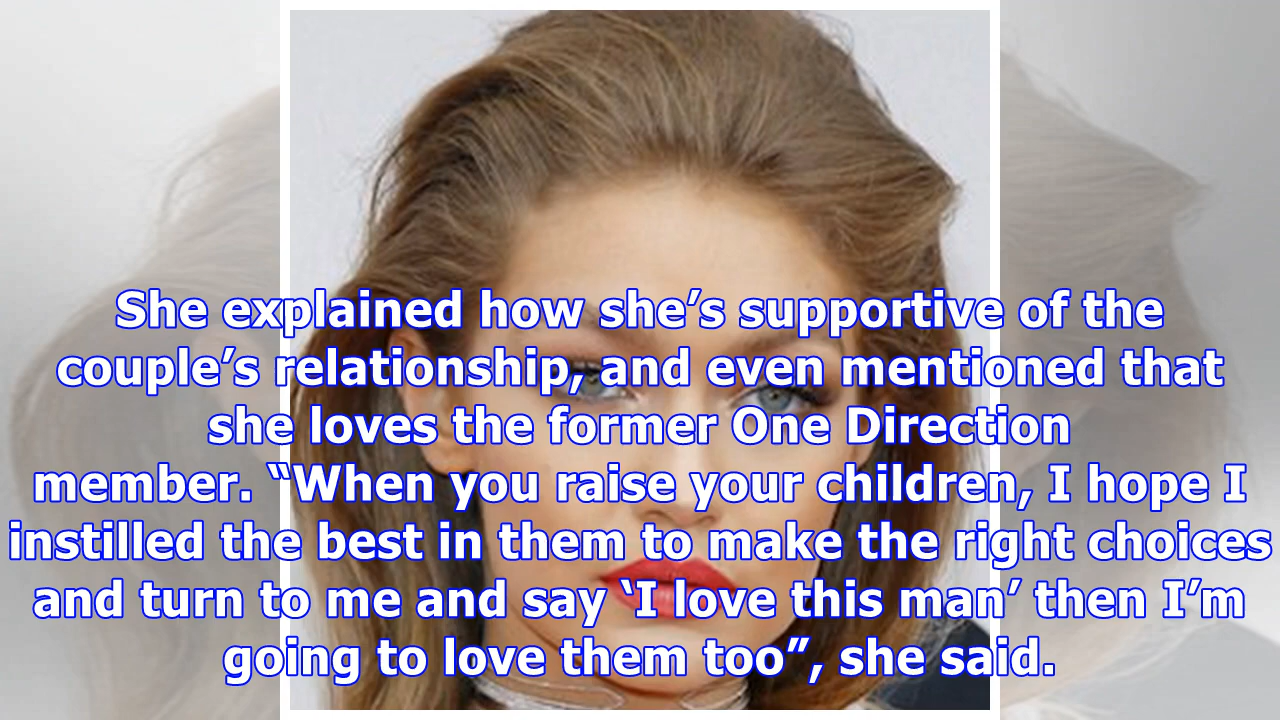 She explained how she’s supportive of the
couple’s relationship, and even mentioned that
she loves the former One Direction
member. “When you raise your children, I hope I
instilled the best in them to make the right choices
and turn to me and say ‘I love this man’ then I’m
going to love them too”, she said.